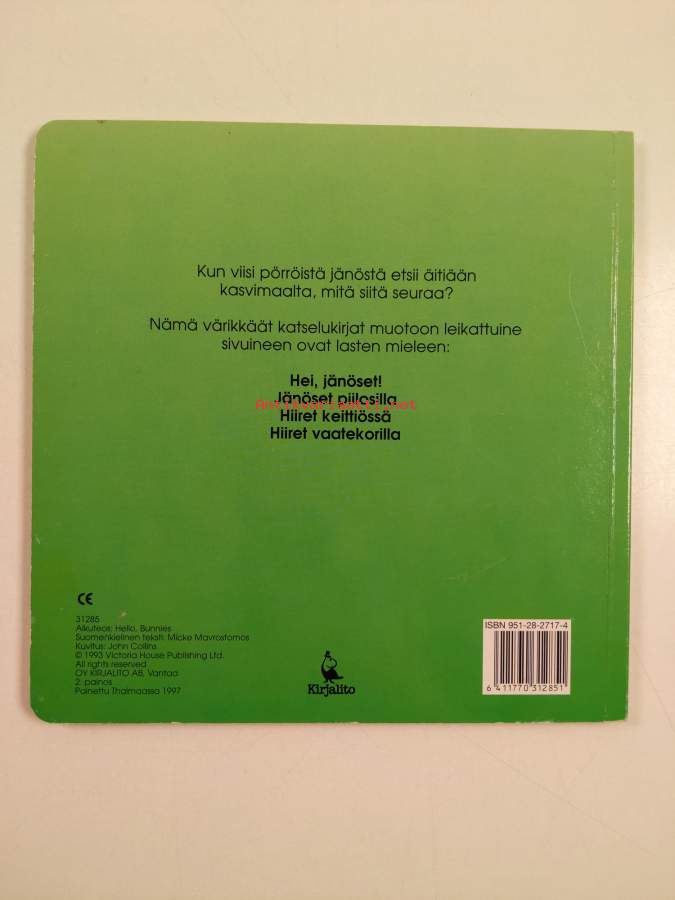 Kun viisi pörröistä jänöstä etsii äitiään
kasvimaalta, mitä siitä seuraa?
Nämä värikkäät katselukirjat muotoon leikattuine
sivuineen ovat lasten mieleen:
Hei, jänöset!
Jänöset piilosilla
Antikvariaatti.net
Hiiret keittiössä
Hiiret vaatekorilla
CE
31285
Alkuteos: Hello, Bunnies
Suomenkielinen teksti: Micke Mavrostomos
Kuvitus: John Collins
© 1993 Victoria House Publishing Ltd.
All rights reserved
OY KIRJALITO AB, Vantaa
2. painos
Painettu Thaimaassa 1997
Kirjalito
ISBN 951-28-2717-4
6 411770 312851